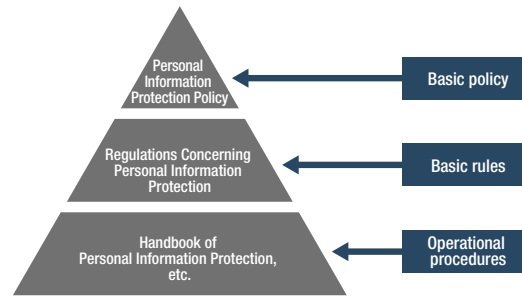 Personal
Information
Protection Policy
Basic policy
Regulations Concerning
Personal Information
Protection
Basic rules
Handbook of
Personal Information Protection,
etc.
Operational
procedures